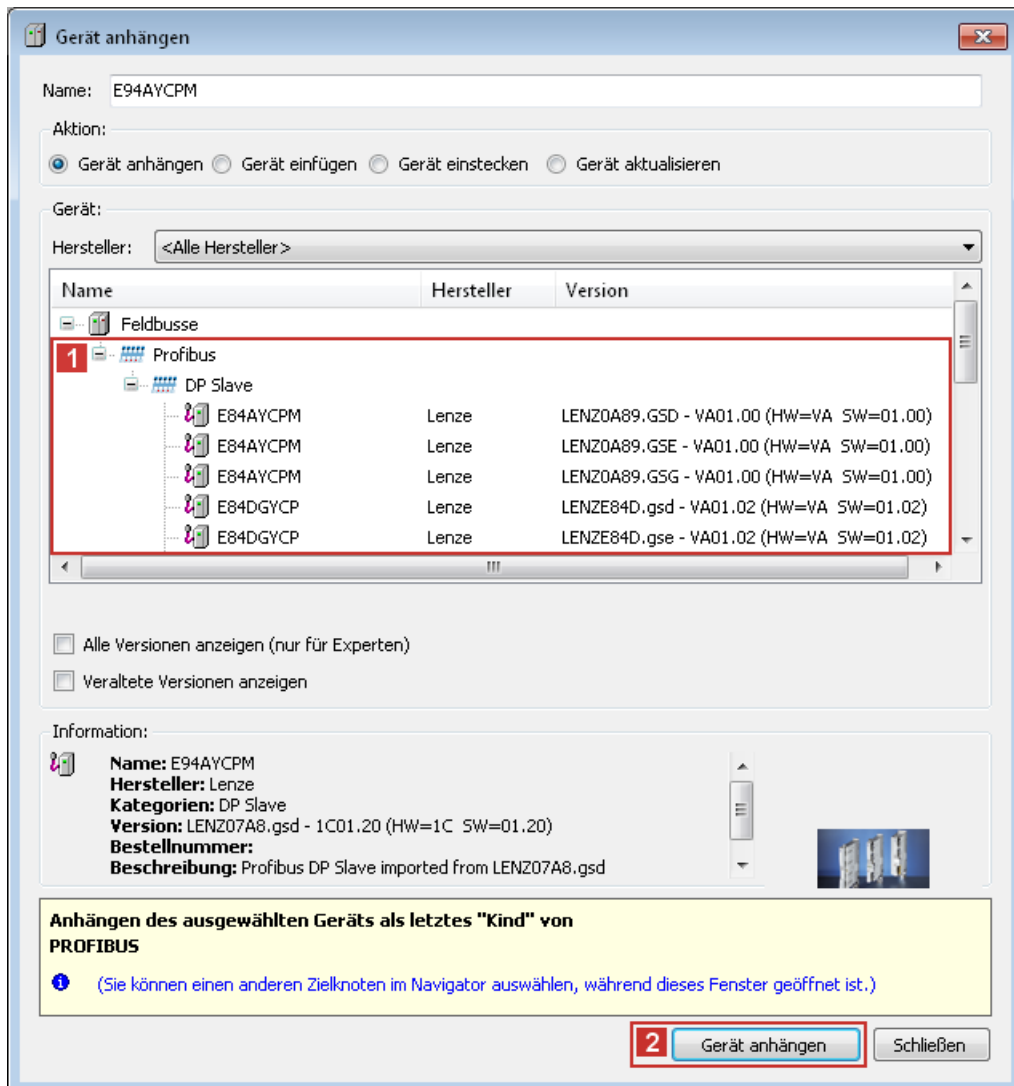 Gerät anhängen
Name: E94AYCPM
Aktion:
Gerät anhängen Gerät einfügen Gerät einstecken Gerät aktualisieren
Gerät:
Hersteller: <Alle Hersteller>
Name Hersteller Version
Feldbusse
1 Profibus
DP Slave
E84AYCPM Lenze LENZ0A89.GSD - VA01.00 (HW=VA SW=01.00)
E84AYCPM Lenze LENZ0A89.GSE - VA01.00 (HW=VA SW=01.00)
E84AYCPM Lenze LENZ0A89.GSG - VA01.00 (HW=VA SW=01.00)
E84DGYCP Lenze LENZE84D.gsd - VA01.02 (HW=VA SW=01.02)
E84DGYCP Lenze LENZE84D.gse - VA01.02 (HW=VA SW=01.02)
Alle Versionen anzeigen (nur für Experten)
Veraltete Versionen anzeigen
Information:
Name: E94AYCPM
Hersteller: Lenze
Kategorien: DP Slave
Version: LENZ07A8.gsd - 1C01.20 (HW=1C SW=01.20)
Bestellnummer:
Beschreibung: Profibus DP Slave imported from LENZ07A8.gsd
Anhängen des ausgewählten Geräts als letztes "Kind" von
PROFIBUS
(Sie können einen anderen Zielknoten im Navigator auswählen, während dieses Fenster geöffnet ist.)
2 Gerät anhängen Schließen